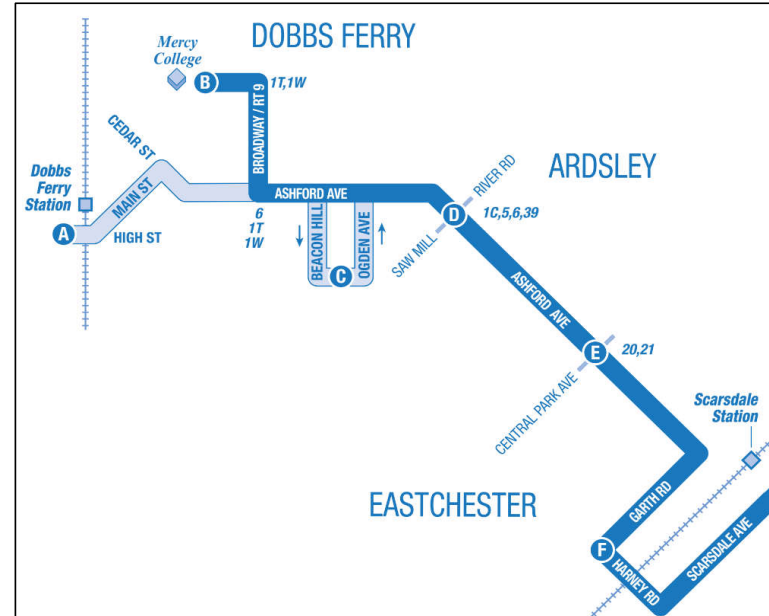 DOBBS FERRY
Mercy
College
B
1T,1W
BROADWAY / RT 9
CEDAR ST
MAIN ST
Dobbs
Ferry
Station
A
HIGH ST
ASHFORD AVE
6
1T
1W
BEACON HILL
OGDEN AVE
C
ARDSLEY
RIVER RD
D
1C,5,6,39
SAW MILL
ASHFORD AVE
E
20,21
CENTRAL PARK AVE
Scarsdale
Station
EASTCHESTER
GARTH RD
F
HARNEY RD
SCARSDALE AVE